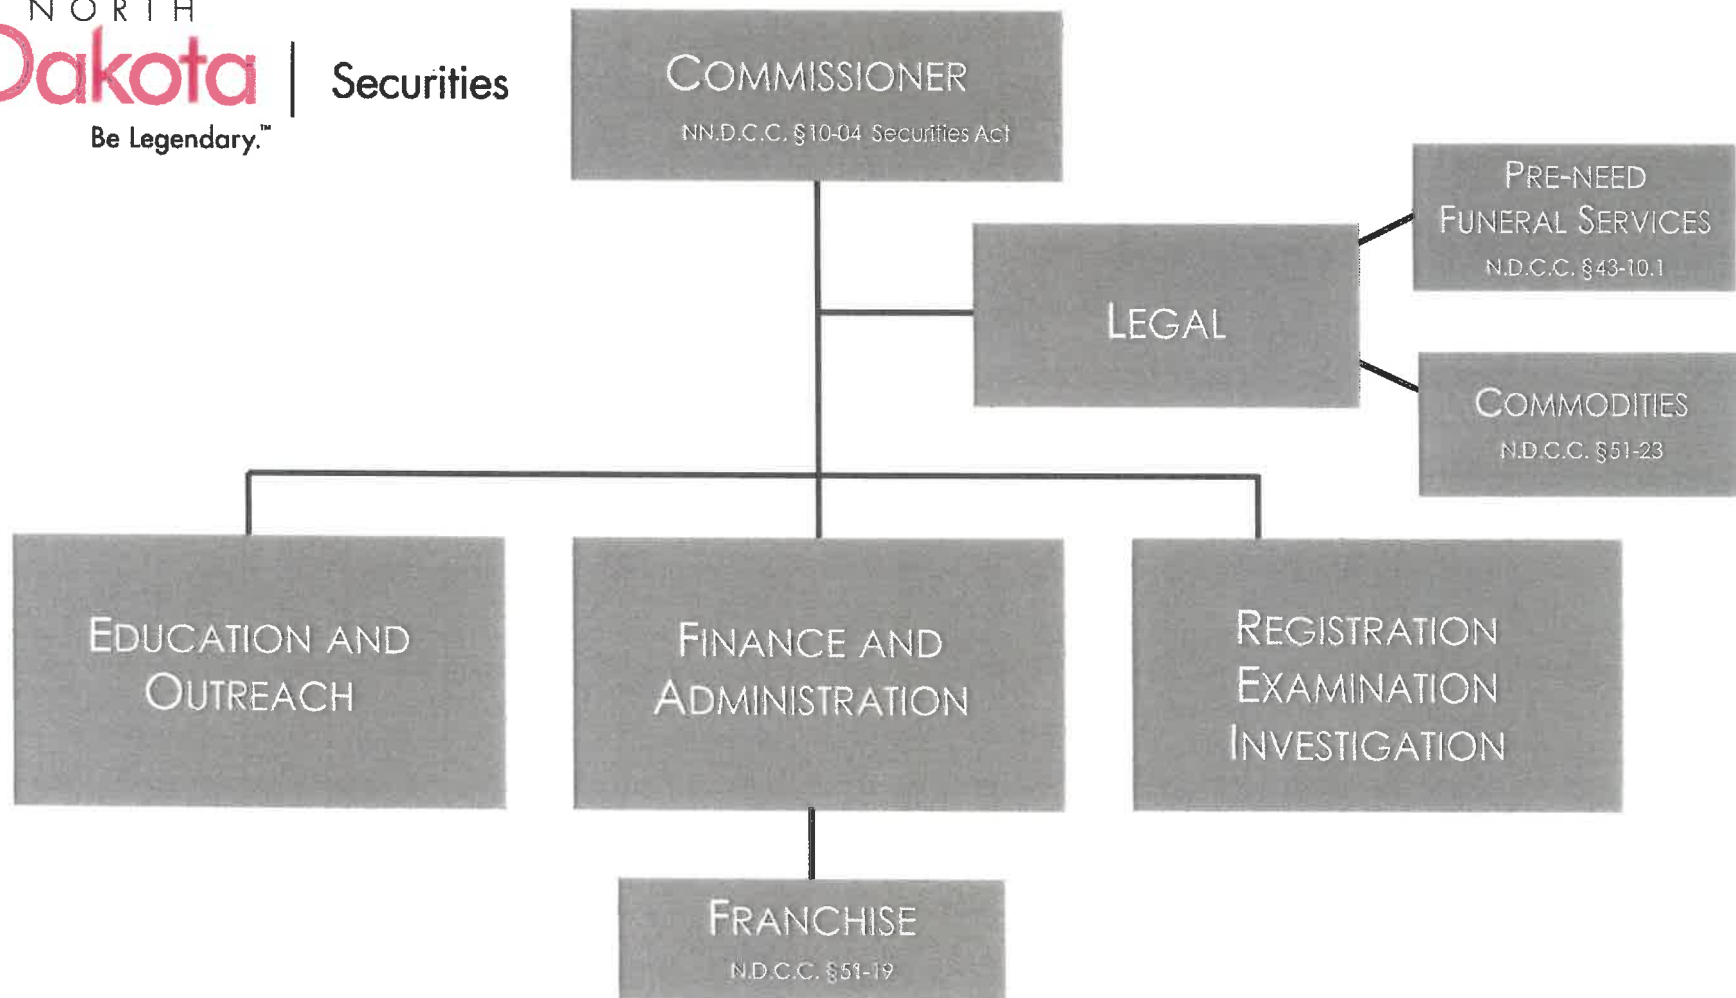 NORTH
Dakota | Securities
Be Legendary.™
COMMISSIONER
NN.D.C.C. §10-04 Securities Act
PRE-NEED
FUNERAL SERVICES
N.D.C.C. §43-10.1
LEGAL
COMMODITIES
N.D.C.C. §51-23
EDUCATION AND
OUTREACH
FINANCE AND
ADMINISTRATION
REGISTRATION
EXAMINATION
INVESTIGATION
FRANCHISE
N.D.C.C. §51-19